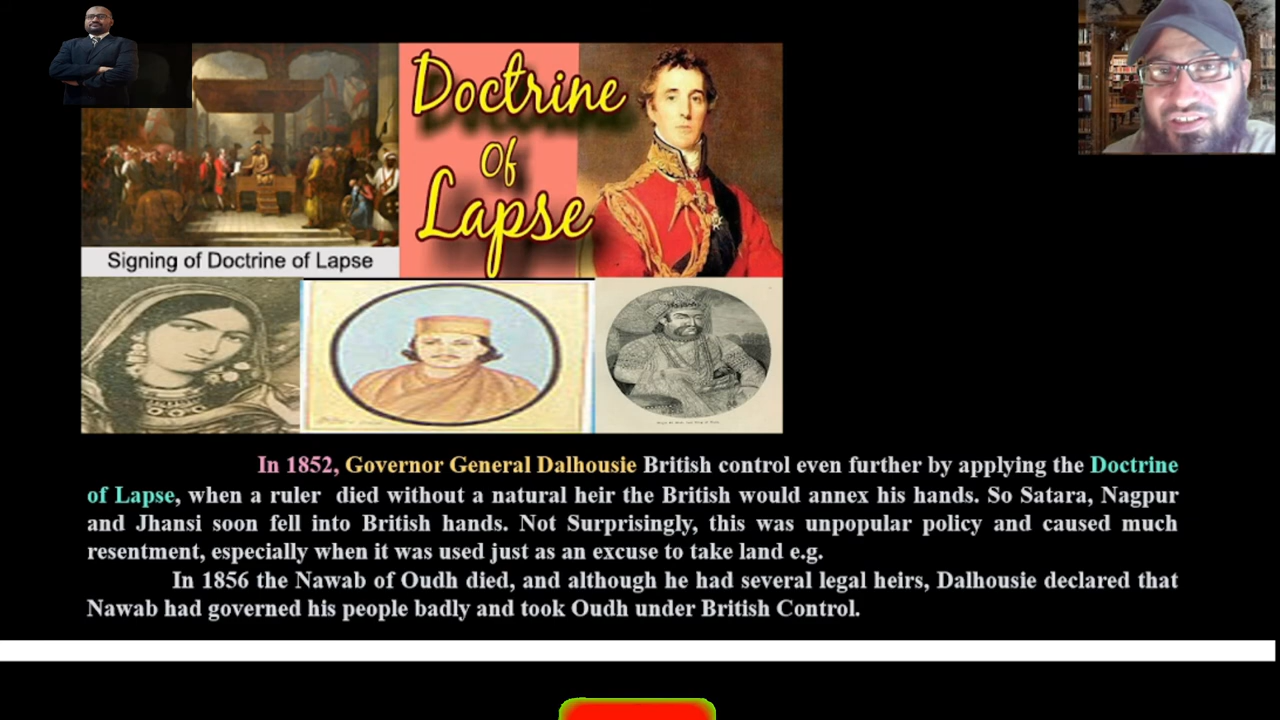 Doctrine
Of
Lapse
Signing of Doctrine of Lapse
In 1852, Governor General Dalhousie British control even further by applying the Doctrine
of Lapse, when a ruler died without a natural heir the British would annex his hands. So Satara, Nagpur
and Jhansi soon fell into British hands. Not Surprisingly, this was unpopular policy and caused much
resentment, especially when it was used just as an excuse to take land e.g.
In 1856 the Nawab of Oudh died, and although he had several legal heirs, Dalhousie declared that
Nawab had governed his people badly and took Oudh under British Control.